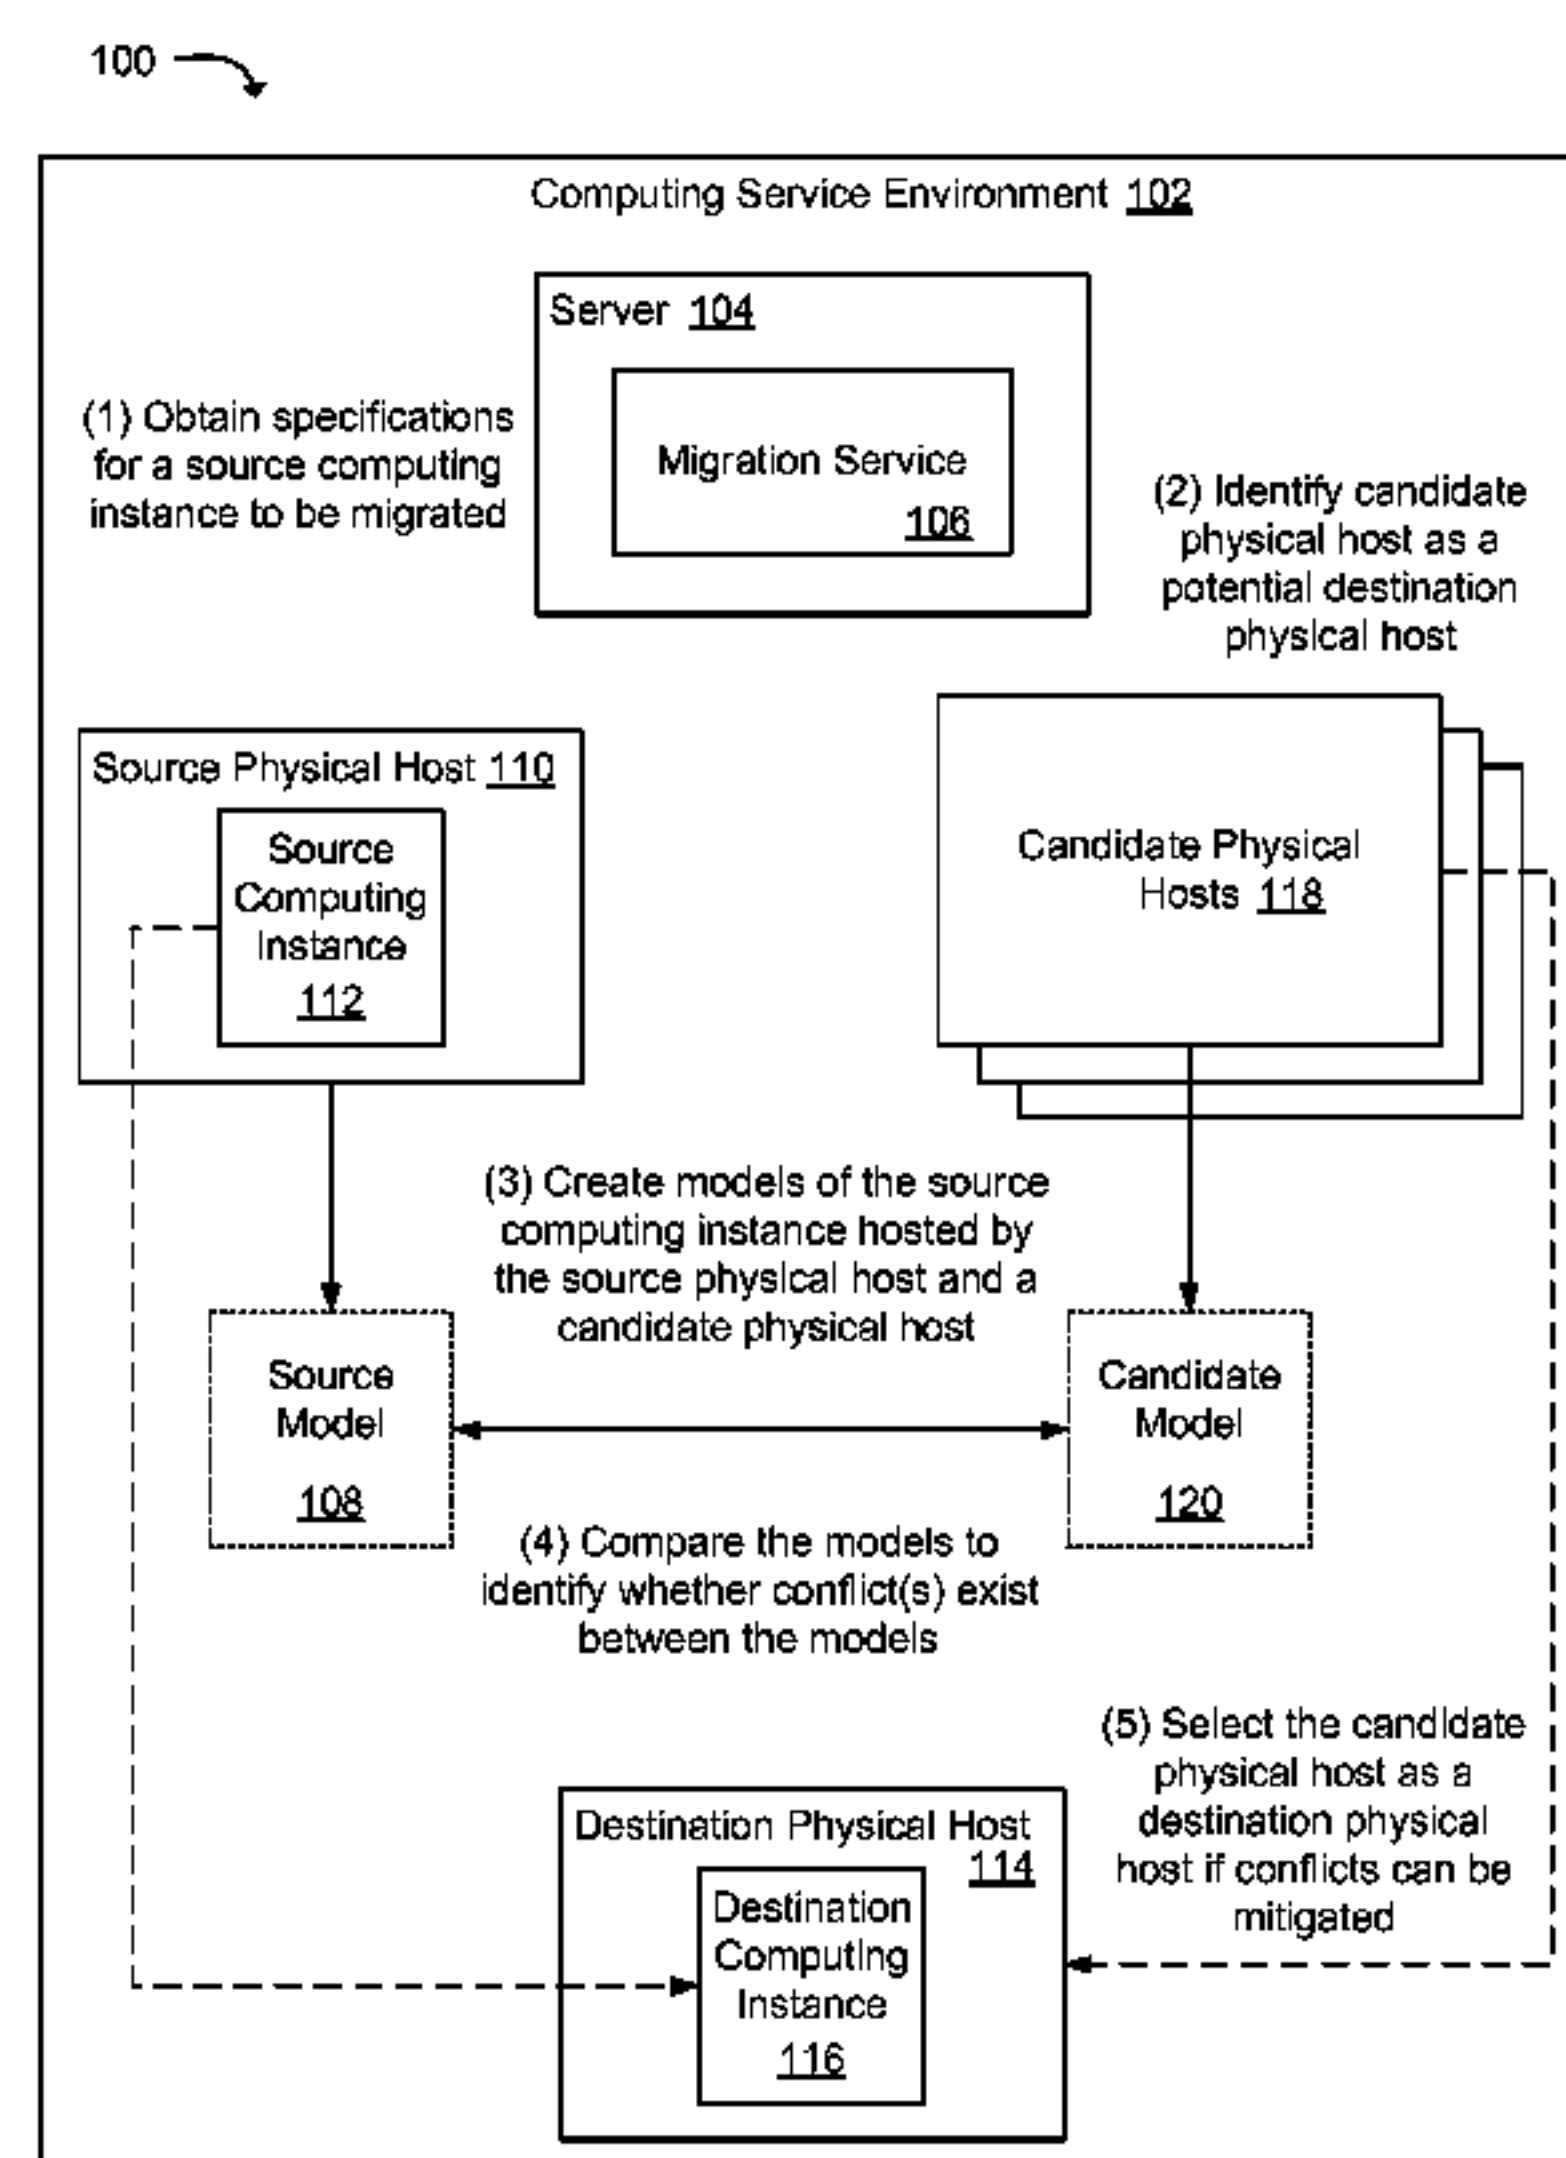 100
Computing Service Environment 102
Server 104
Migration Service
106
(1) Obtain specifications
for a source computing
instance to be migrated
(2) Identify candidate
physical host as a
potential destination
physical host
Source Physical Host 110
Source
Computing
Instance
112
Candidate Physical
Hosts 118
(3) Create models of the source
computing instance hosted by
the source physical host and a
candidate physical host
Source
Model
108
Candidate
Model
120
(4) Compare the models to
identify whether conflict(s) exist
between the models
(5) Select the candidate
physical host as a
destination physical
host if conflicts can be
mitigated
Destination Physical Host
114
Destination
Computing
Instance
116